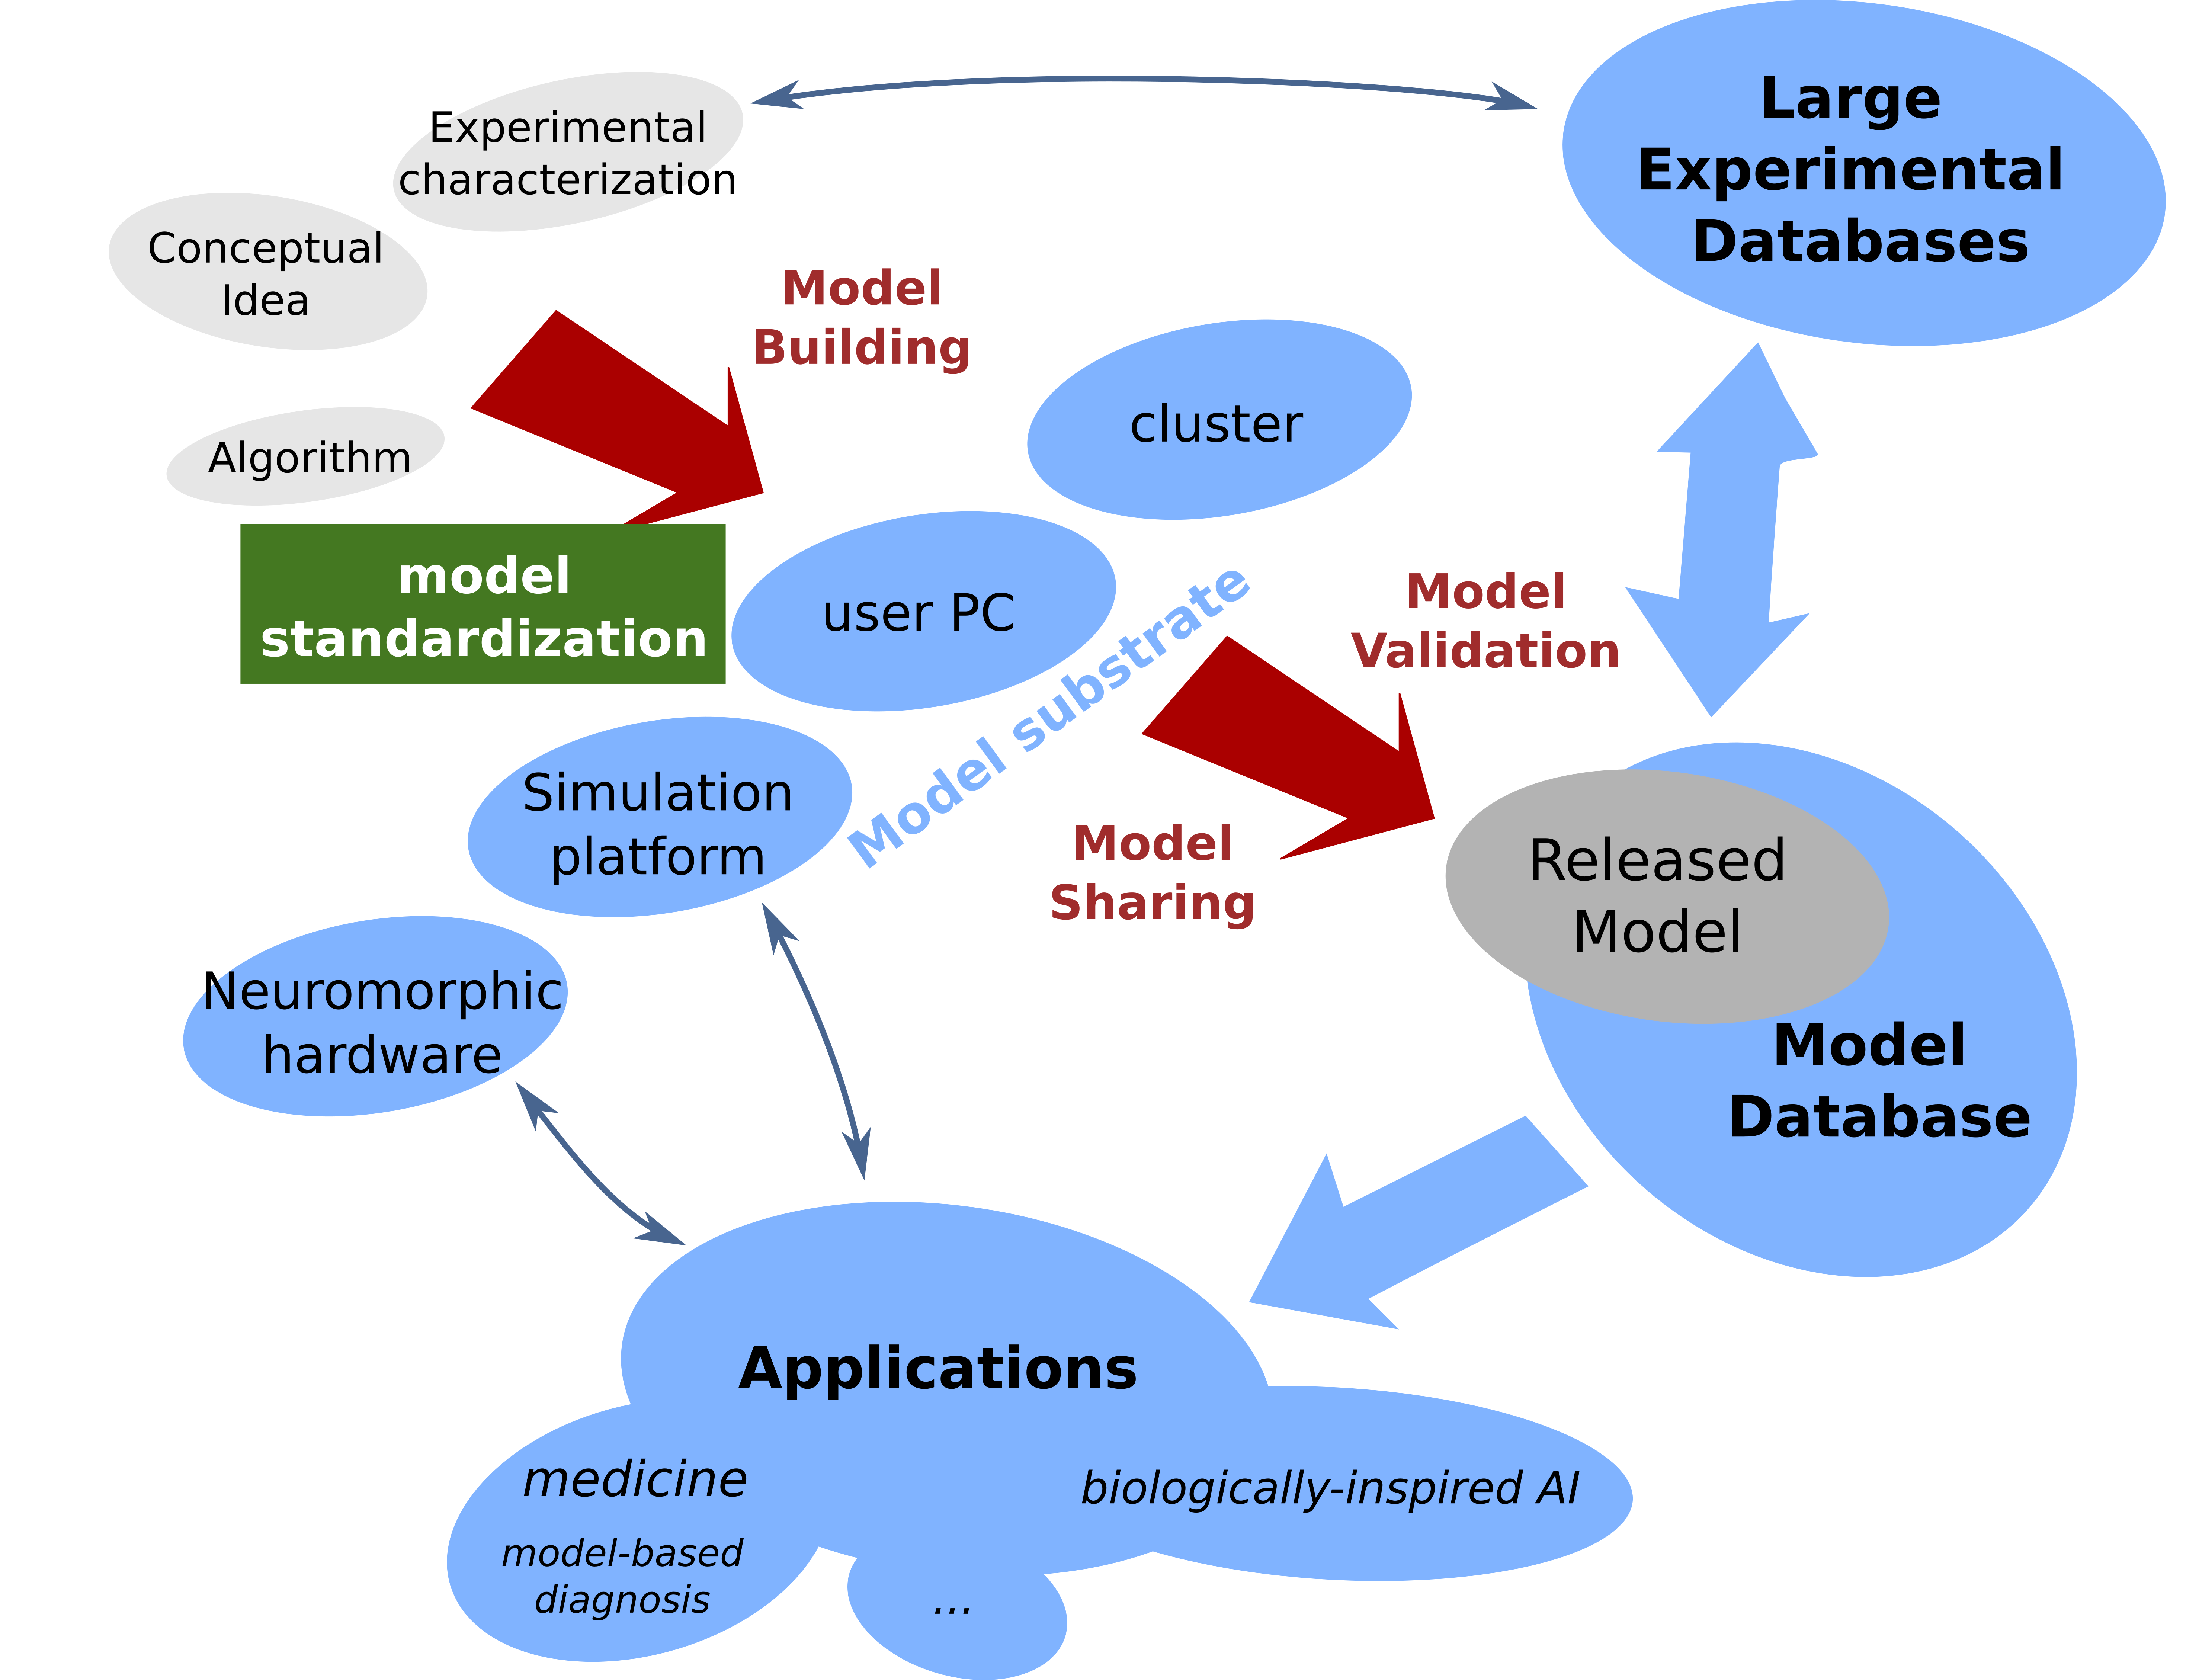 Experimental
characterization
Large
Experimental
Databases
Conceptual
Idea
Model
Building
Algorithm
cluster
model
standardization
user PC
Model substrate
Model
Validation
Simulation
platform
Model
Sharing
Released
Model
Neuromorphic
hardware
Model
Database
Applications
medicine
model-based
diagnosis
biologically-inspired AI
...